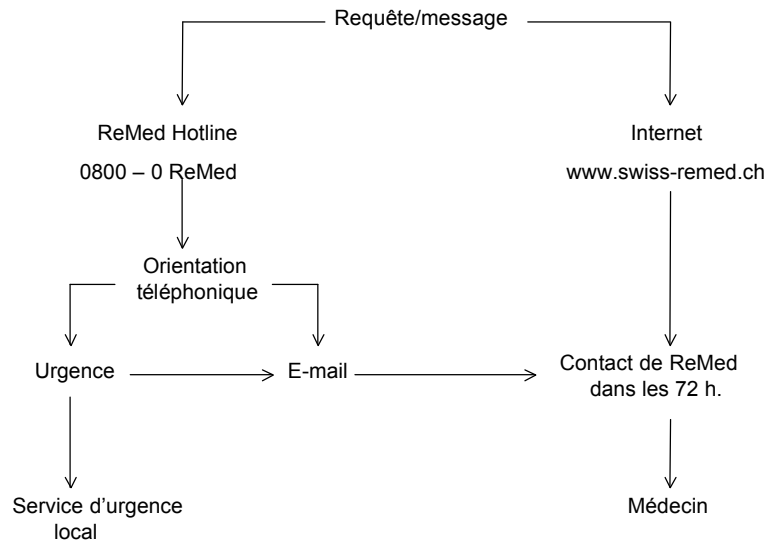 Requête/message
ReMed Hotline
0800 – 0 ReMed
Internet
www.swiss-remed.ch
Orientation
téléphonique
Urgence
E-mail
Contact de ReMed
dans les 72 h.
Service d’urgence
local
Médecin